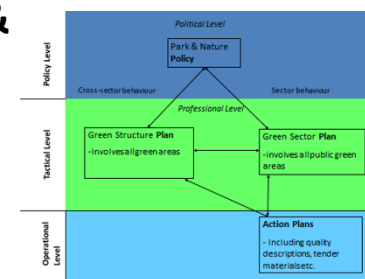 &
Political Level
Policy Level
Park & Nature
Policy
Cross-sector behaviour
Sector behaviour
Professional Level
Tactical Level
Green Structure Plan
-Involves all green areas
Green Sector Plan
-involves all public green
areas
Operational
Level
Action Plans
- Including quality
descriptions, tender
materials etc.